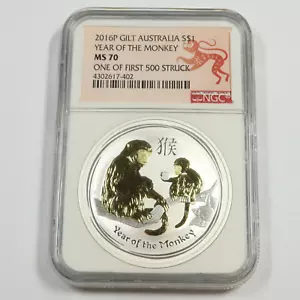 2016P GILT AUSTRALIA S$1
YEAR OF THE MONKEY
MS 70
ONE OF FIRST 500 STRUCK
4302617-402
NGC
猴
Year of the Monkey